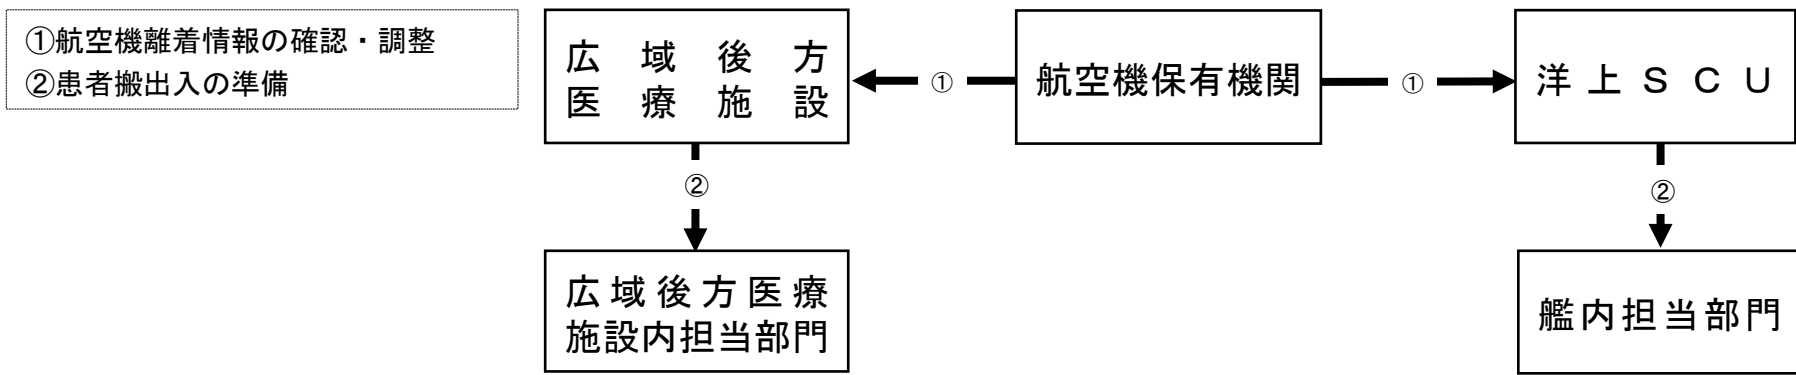 ①航空機離着情報の確認・調整
②患者搬出入の準備
広域後方
医療施設
①
航空機保有機関
①
洋上ＳＣＵ
②
②
広域後方医療
施設内担当部門
艦内担当部門